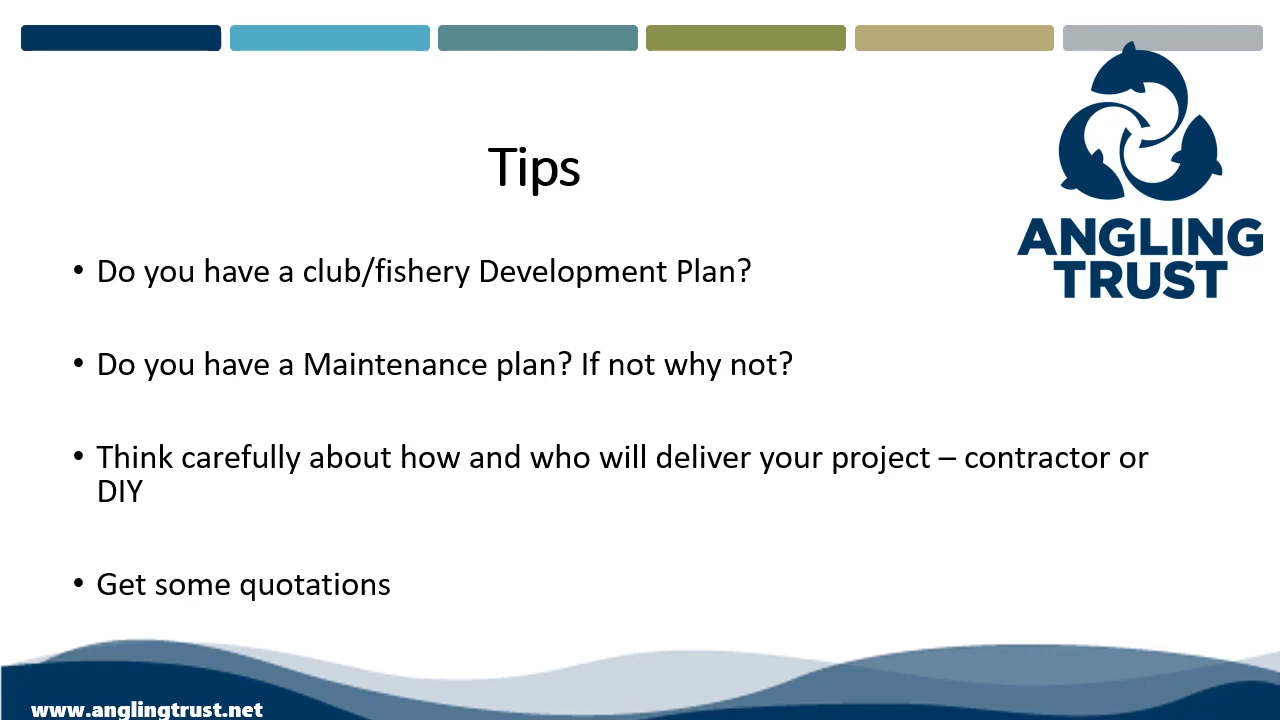 Tips
ANGLING
TRUST
• Do you have a club/fishery Development Plan?
• Do you have a Maintenance plan? If not why not?
• Think carefully about how and who will deliver your project – contractor or
DIY
• Get some quotations
www.anglingtrust.net